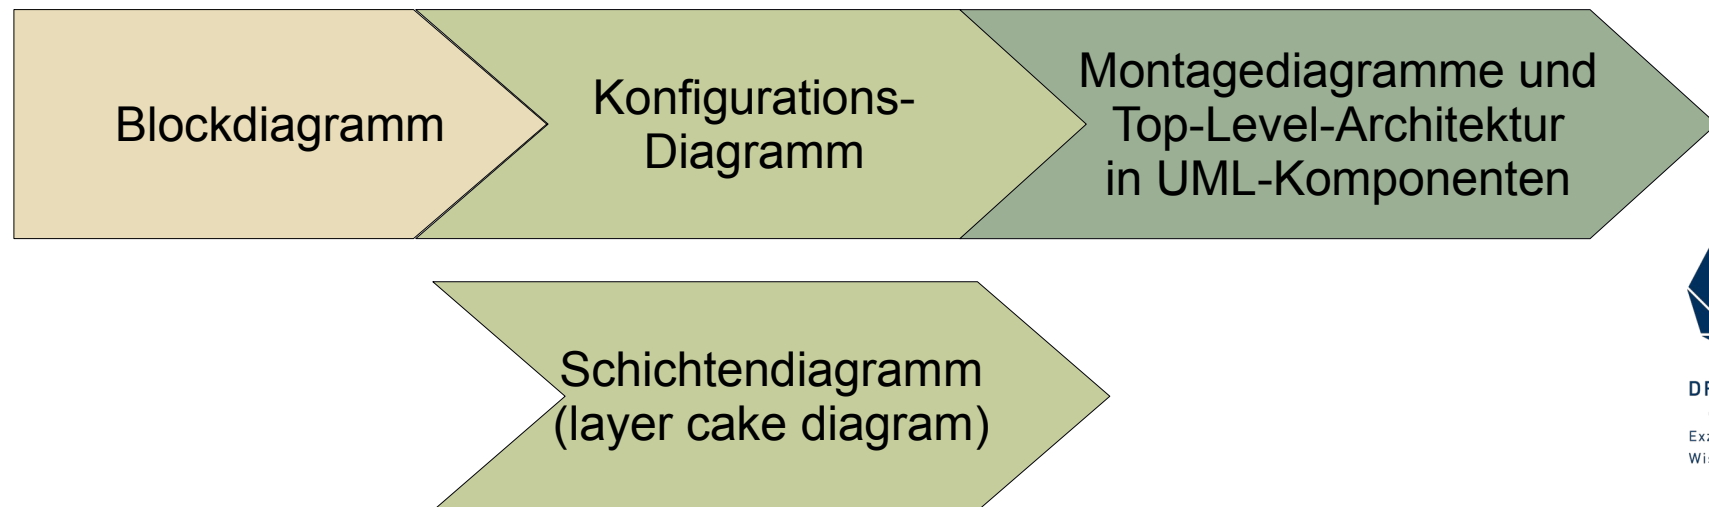 Blockdiagramm
Konfigurations-
Diagramm
Montagediagramme und
Top-Level-Architektur
in UML-Komponenten
Schichtendiagramm
(layer cake diagram)